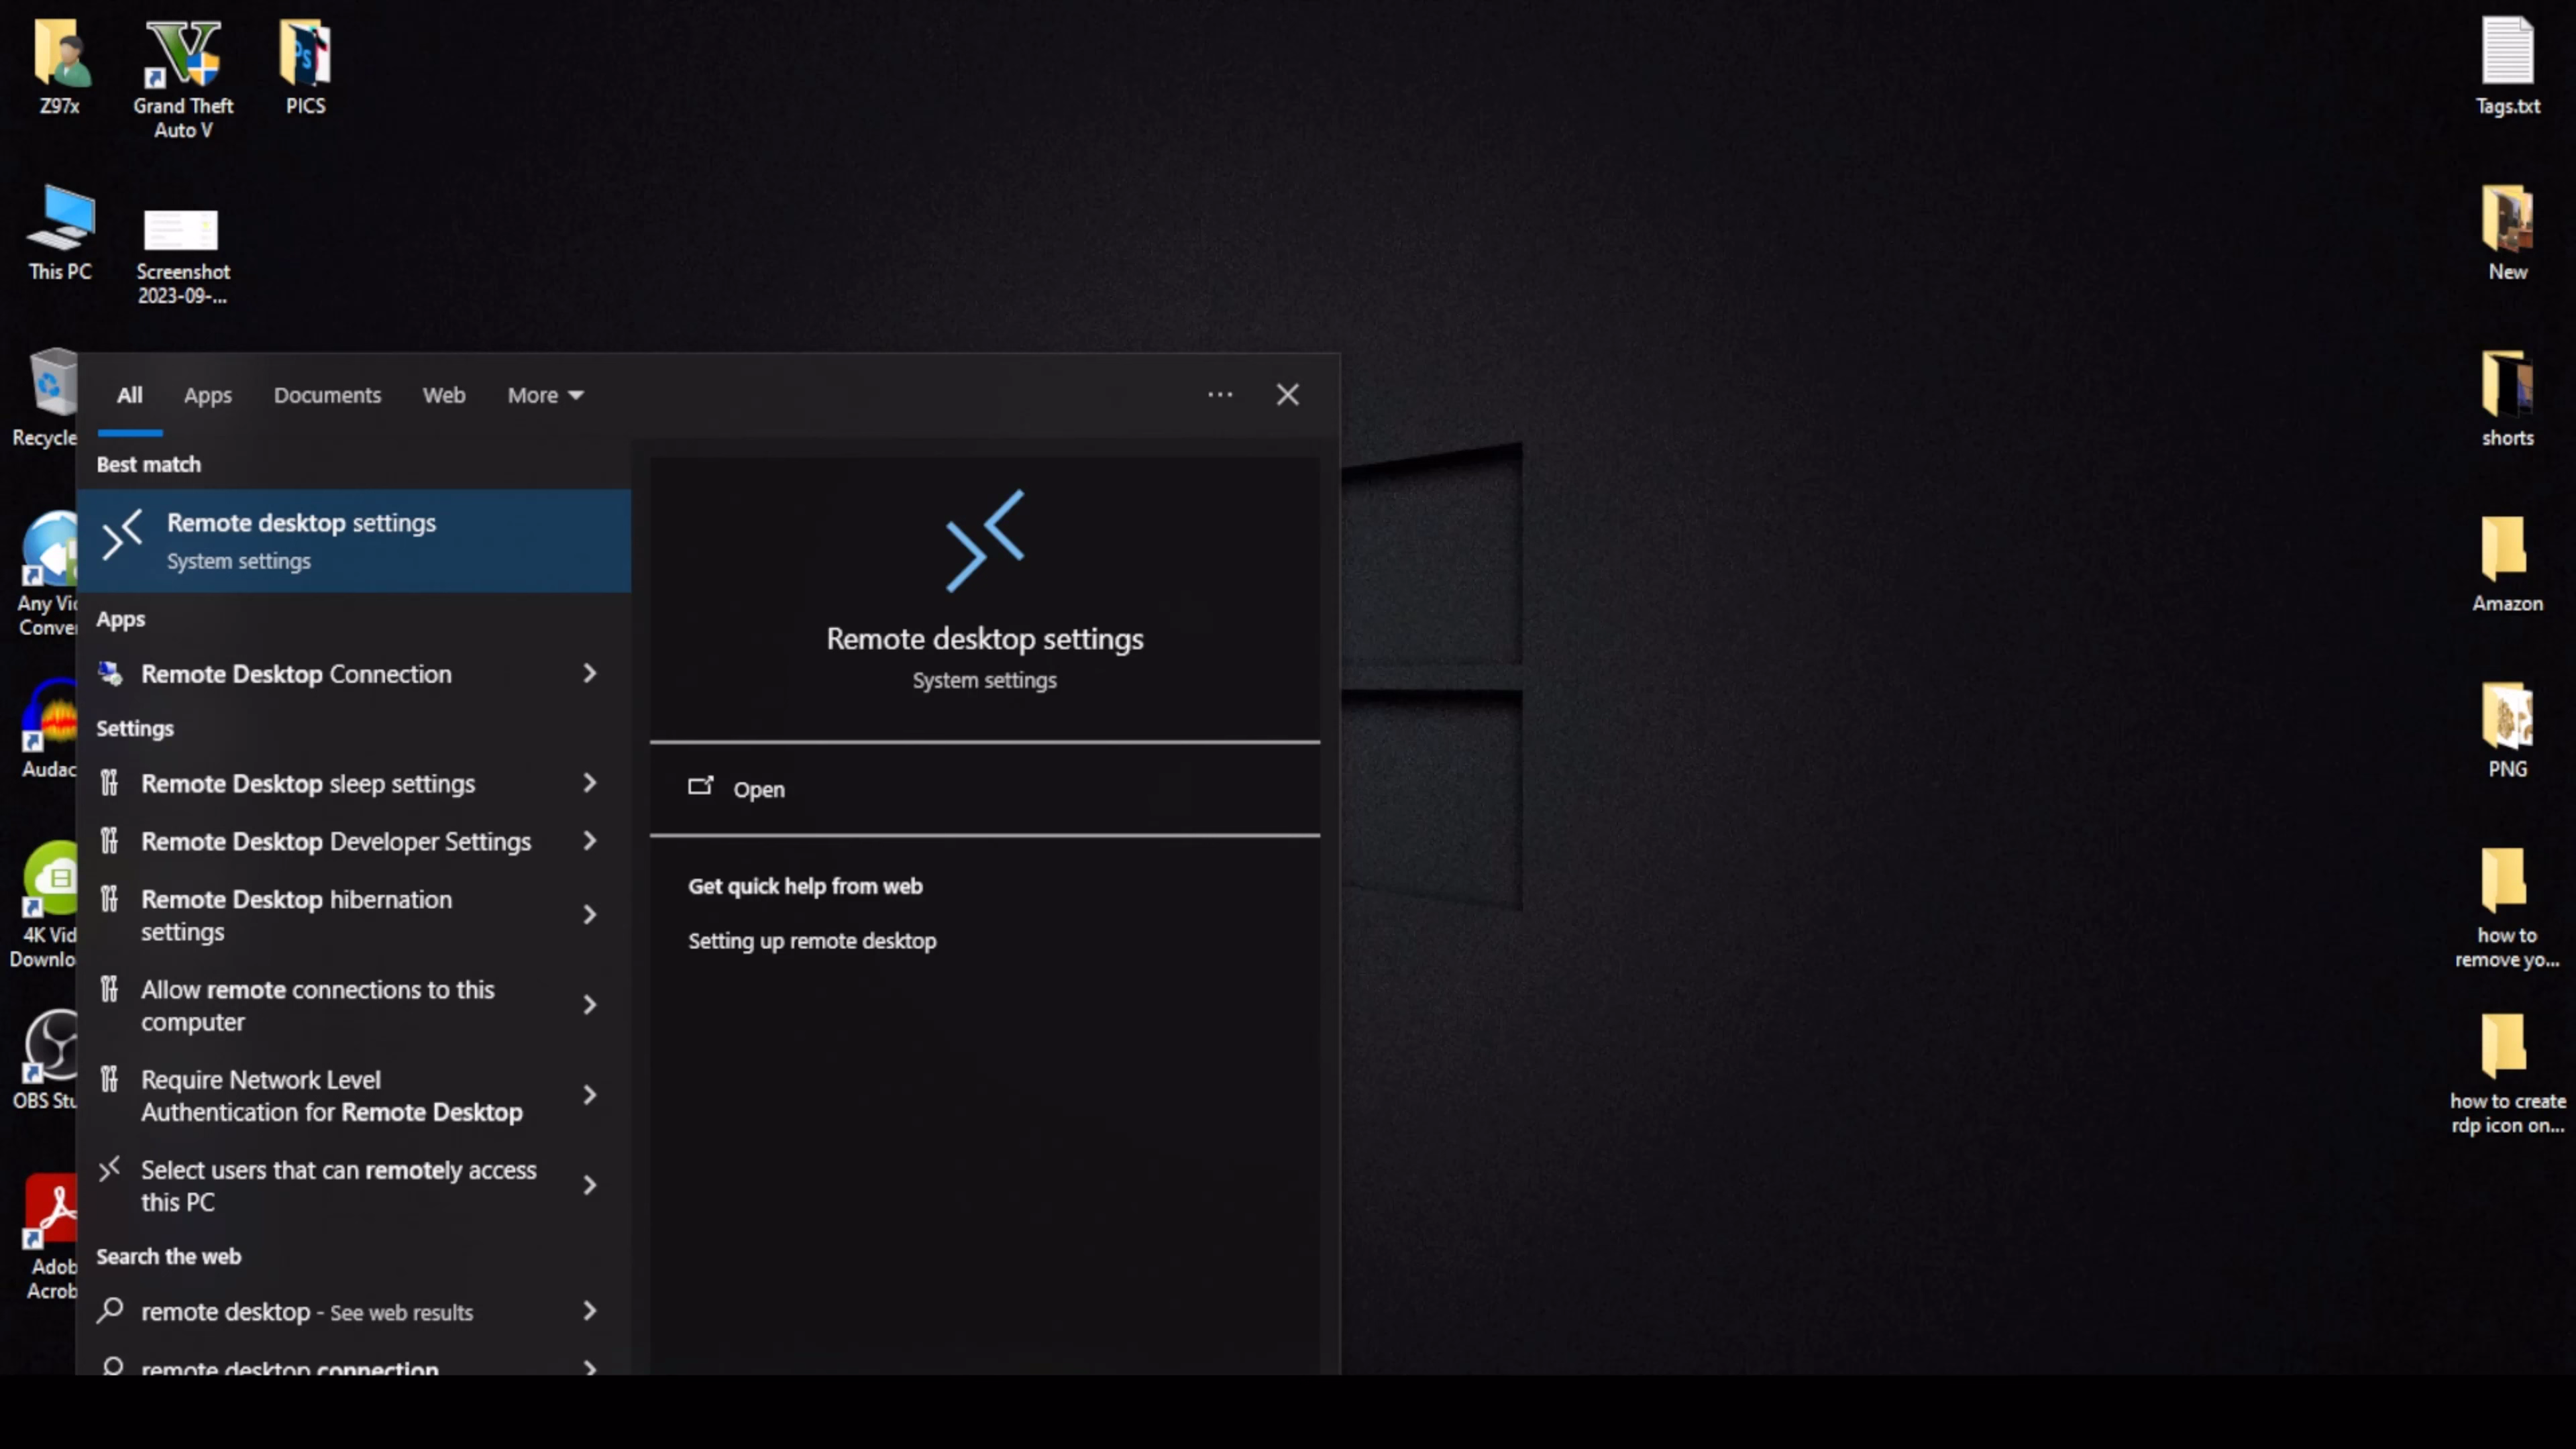 Z97x
Grand Theft
Auto V
PICS
This PC
Screenshot
2023-09-...
Recycle
Any Vi
Conve
Audac
4K Vid
Downlo
OBS Stu
Adob
Acrob
All
Apps
Documents
Web
More
Best match
Remote desktop settings
System settings
Apps
Remote Desktop Connection
Settings
Remote Desktop sleep settings
Remote Desktop Developer Settings
Remote Desktop hibernation
settings
Allow remote connections to this
computer
Require Network Level
Authentication for Remote Desktop
Select users that can remotely access
this PC
Search the web
remote desktop - See web results
remote desktop connection
Remote desktop settings
System settings
Open
Get quick help from web
Setting up remote desktop
Tags.txt
New
shorts
Amazon
PNG
how to
remove yo...
how to create
rdp icon on...